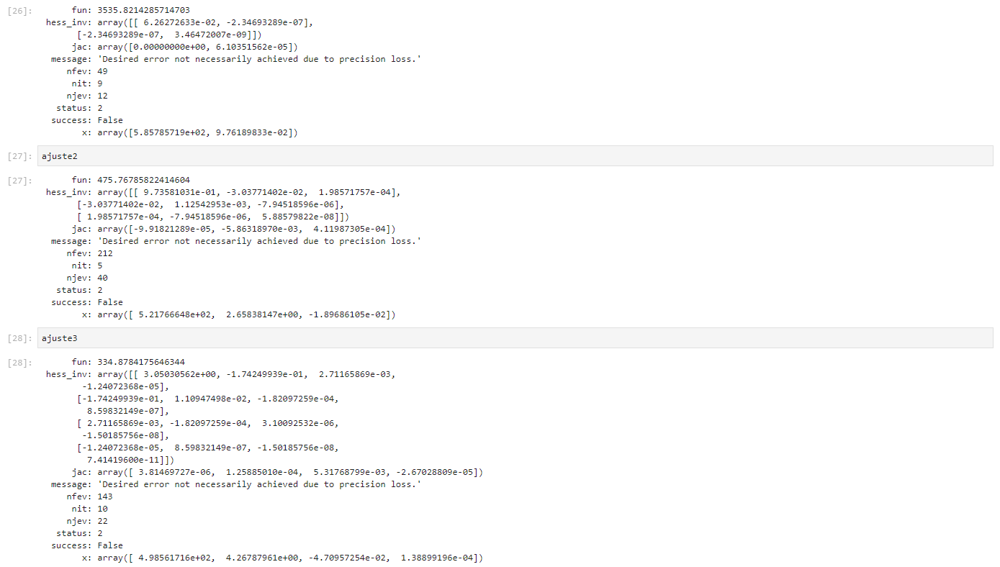 [26]: fun: 3535.8214285714703
hess_inv: array([[ 6.26272633e-02, -2.34693289e-07],
[-2.34693289e-07, 3.46472007e-09]])
jac: array([0.00000000e+00, 6.10351562e-05])
message: 'Desired error not necessarily achieved due to precision loss.'
nfev: 49
nit: 9
njev: 12
status: 2
success: False
x: array([5.85785719e+02, 9.76189833e-02])
[27]: ajuste2
[27]: fun: 475.76785822414604
hess_inv: array([[ 9.73581031e-01, -3.03771402e-02, 1.98571757e-04],
[-3.03771402e-02, 1.12542953e-03, -7.94518596e-06],
[ 1.98571757e-04, -7.94518596e-06, 5.88579822e-08]])
jac: array([-9.91821289e-05, -5.86318970e-03, 4.11987305e-04])
message: 'Desired error not necessarily achieved due to precision loss.'
nfev: 212
nit: 5
njev: 40
status: 2
success: False
x: array([ 5.21766648e+02, 2.65838147e+00, -1.89686105e-02])
[28]: ajuste3
[28]: fun: 334.8784175646344
hess_inv: array([[ 3.05030562e+00, -1.74249939e-01, 2.71165869e-03,
-1.24072368e-05],
[-1.74249939e-01, 1.10947498e-02, -1.82097259e-04,
8.59832149e-07],
[ 2.71165869e-03, -1.82097259e-04, 3.10092532e-06,
-1.50185756e-08],
[-1.24072368e-05, 8.59832149e-07, -1.50185756e-08,
7.41419600e-11]])
jac: array([ 3.81469727e-06, 1.25885010e-04, 5.31768799e-03, -2.67028809e-05])
message: 'Desired error not necessarily achieved due to precision loss.'
nfev: 143
nit: 10
njev: 22
status: 2
success: False
x: array([ 4.98561716e+02, 4.26787961e+00, -4.70957254e-02, 1.38899196e-04])